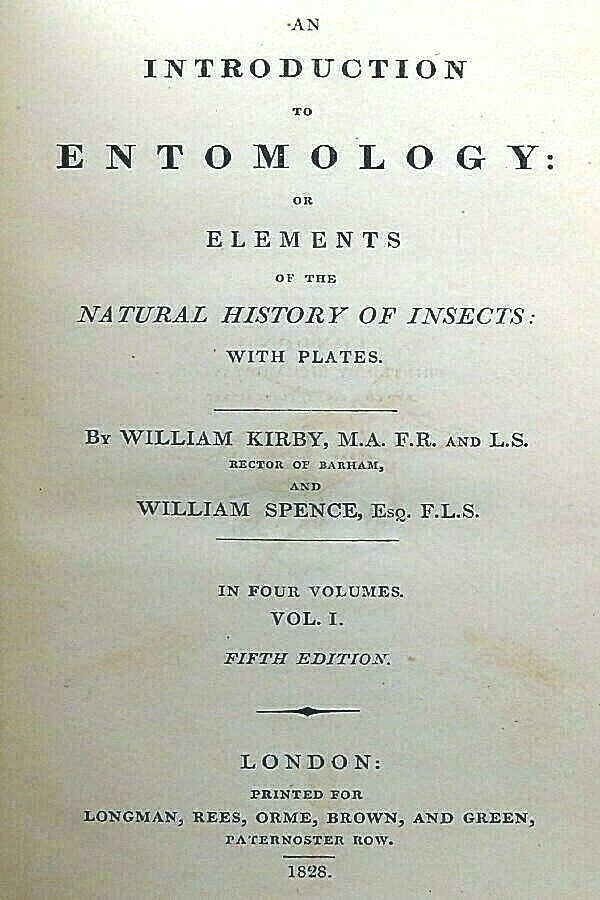 AN
INTRODUCTION
TO
ENTOMOLOGY:
OR
ELEMENTS
OF THE
NATURAL HISTORY OF INSECTS:
WITH PLATES.
By WILLIAM KIRBY, M.A. F.R. AND L.S.
RECTOR OF BARHAM,
AND
WILLIAM SPENCE, Esq. F.L.S.
IN FOUR VOLUMES.
VOL. I.
FIFTH EDITION.
LONDON:
PRINTED FOR
LONGMAN, REES, ORME, BROWN, AND GREEN,
PATERNOSTER ROW.
1828.